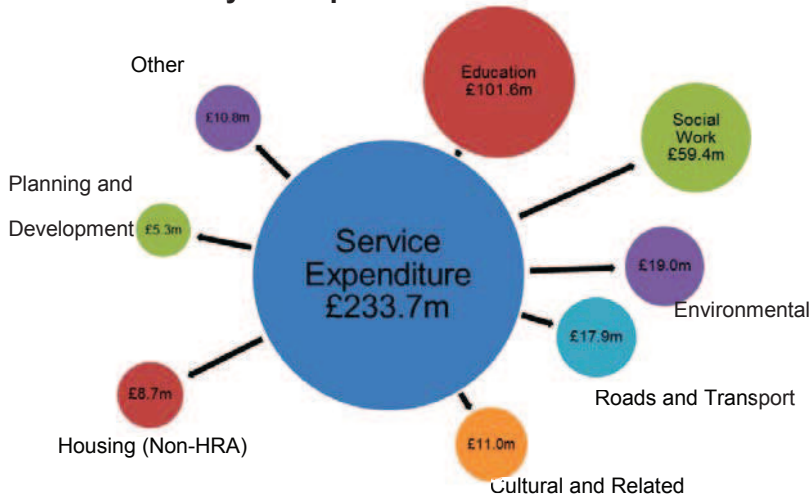 Other
£10.8m
Education
£101.6m
Social
Work
£59.4m
Planning and
Development
£5.3m
Service
Expenditure
£233.7m
£19.0m
Environmental
£17.9m
Roads and Transport
£8.7m
Housing (Non-HRA)
£11.0m
Cultural and Related